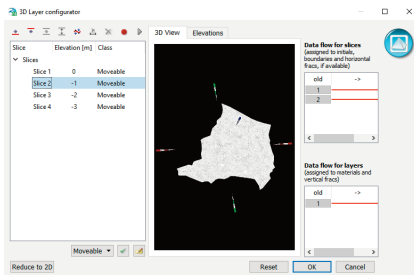 3D Layer configurator
Slice Elevation [m] Class
Slices
Slice 1 0 Moveable
Slice 2 -1 Moveable
Slice 3 -2 Moveable
Slice 4 -3 Moveable
Moveable
Reduce to 2D
3D View Elevations
Data flow for slices
(assigned to initials,
boundaries and horizontal
fracs, if available)
old ->
1
2
Data flow for layers
(assigned to materials and
vertical fracs)
old ->
1
Reset OK Cancel